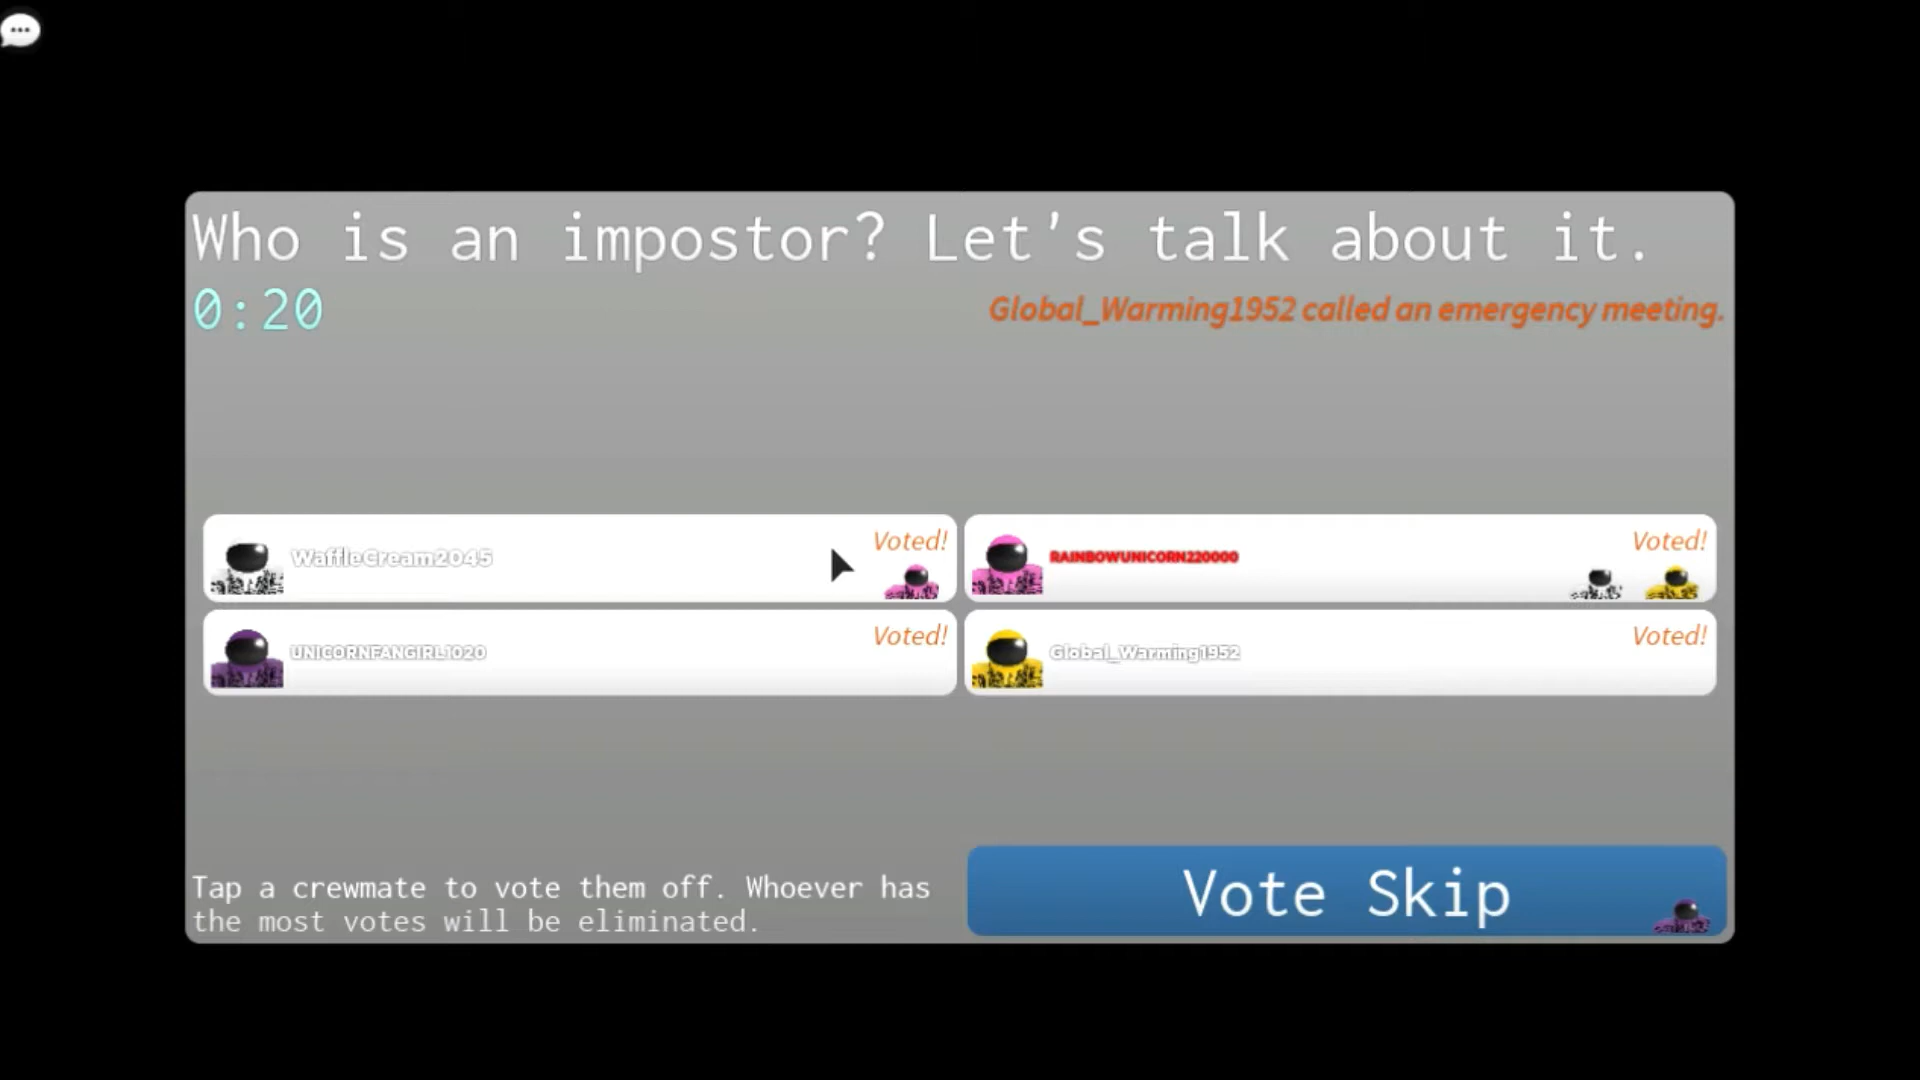 Who is an impostor? Let's talk about it.
0:20
Global_Warming1952 called an emergency meeting.
WaffleCream2045
Voted!
RAINBOWUNICORN220000
Voted!
UNICORNFANGIRL1020
Voted!
Global_Warming1952
Voted!
Tap a crewmate to vote them off. Whoever has
the most votes will be eliminated.
Vote Skip